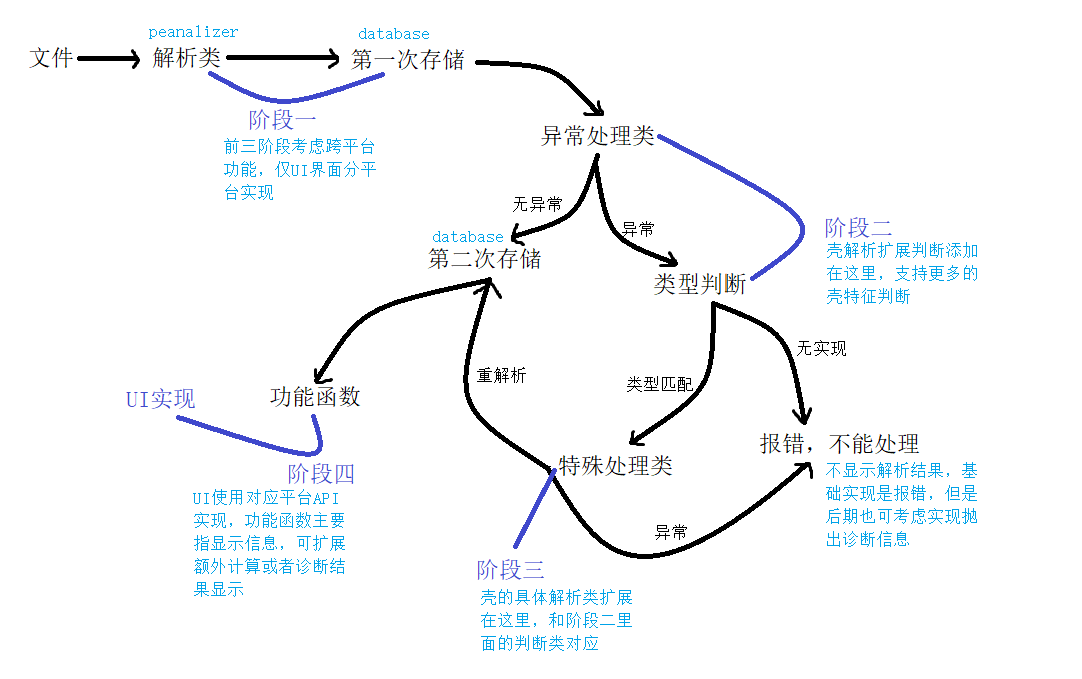 peanalizer
database
文件
解析类
第一次存储
阶段一
前三阶段考虑跨平台
功能，仅UI界面分平
台实现
异常处理类
无异常
异常
database
第二次存储
类型判断
阶段二
壳解析扩展判断添加
在这里，支持更多的
壳特征判断
无实现
重解析
类型匹配
UI实现
功能函数
报错，不能处理
不显示解析结果，基
础实现是报错，但是
后期也可考虑实现抛
出诊断信息
特殊处理类
阶段四
UI使用对应平台API
实现，功能函数主要
指显示信息，可扩展
额外计算或者诊断结
果显示
异常
阶段三
壳的具体解析类扩展
在这里，和阶段二里
面的判断类对应